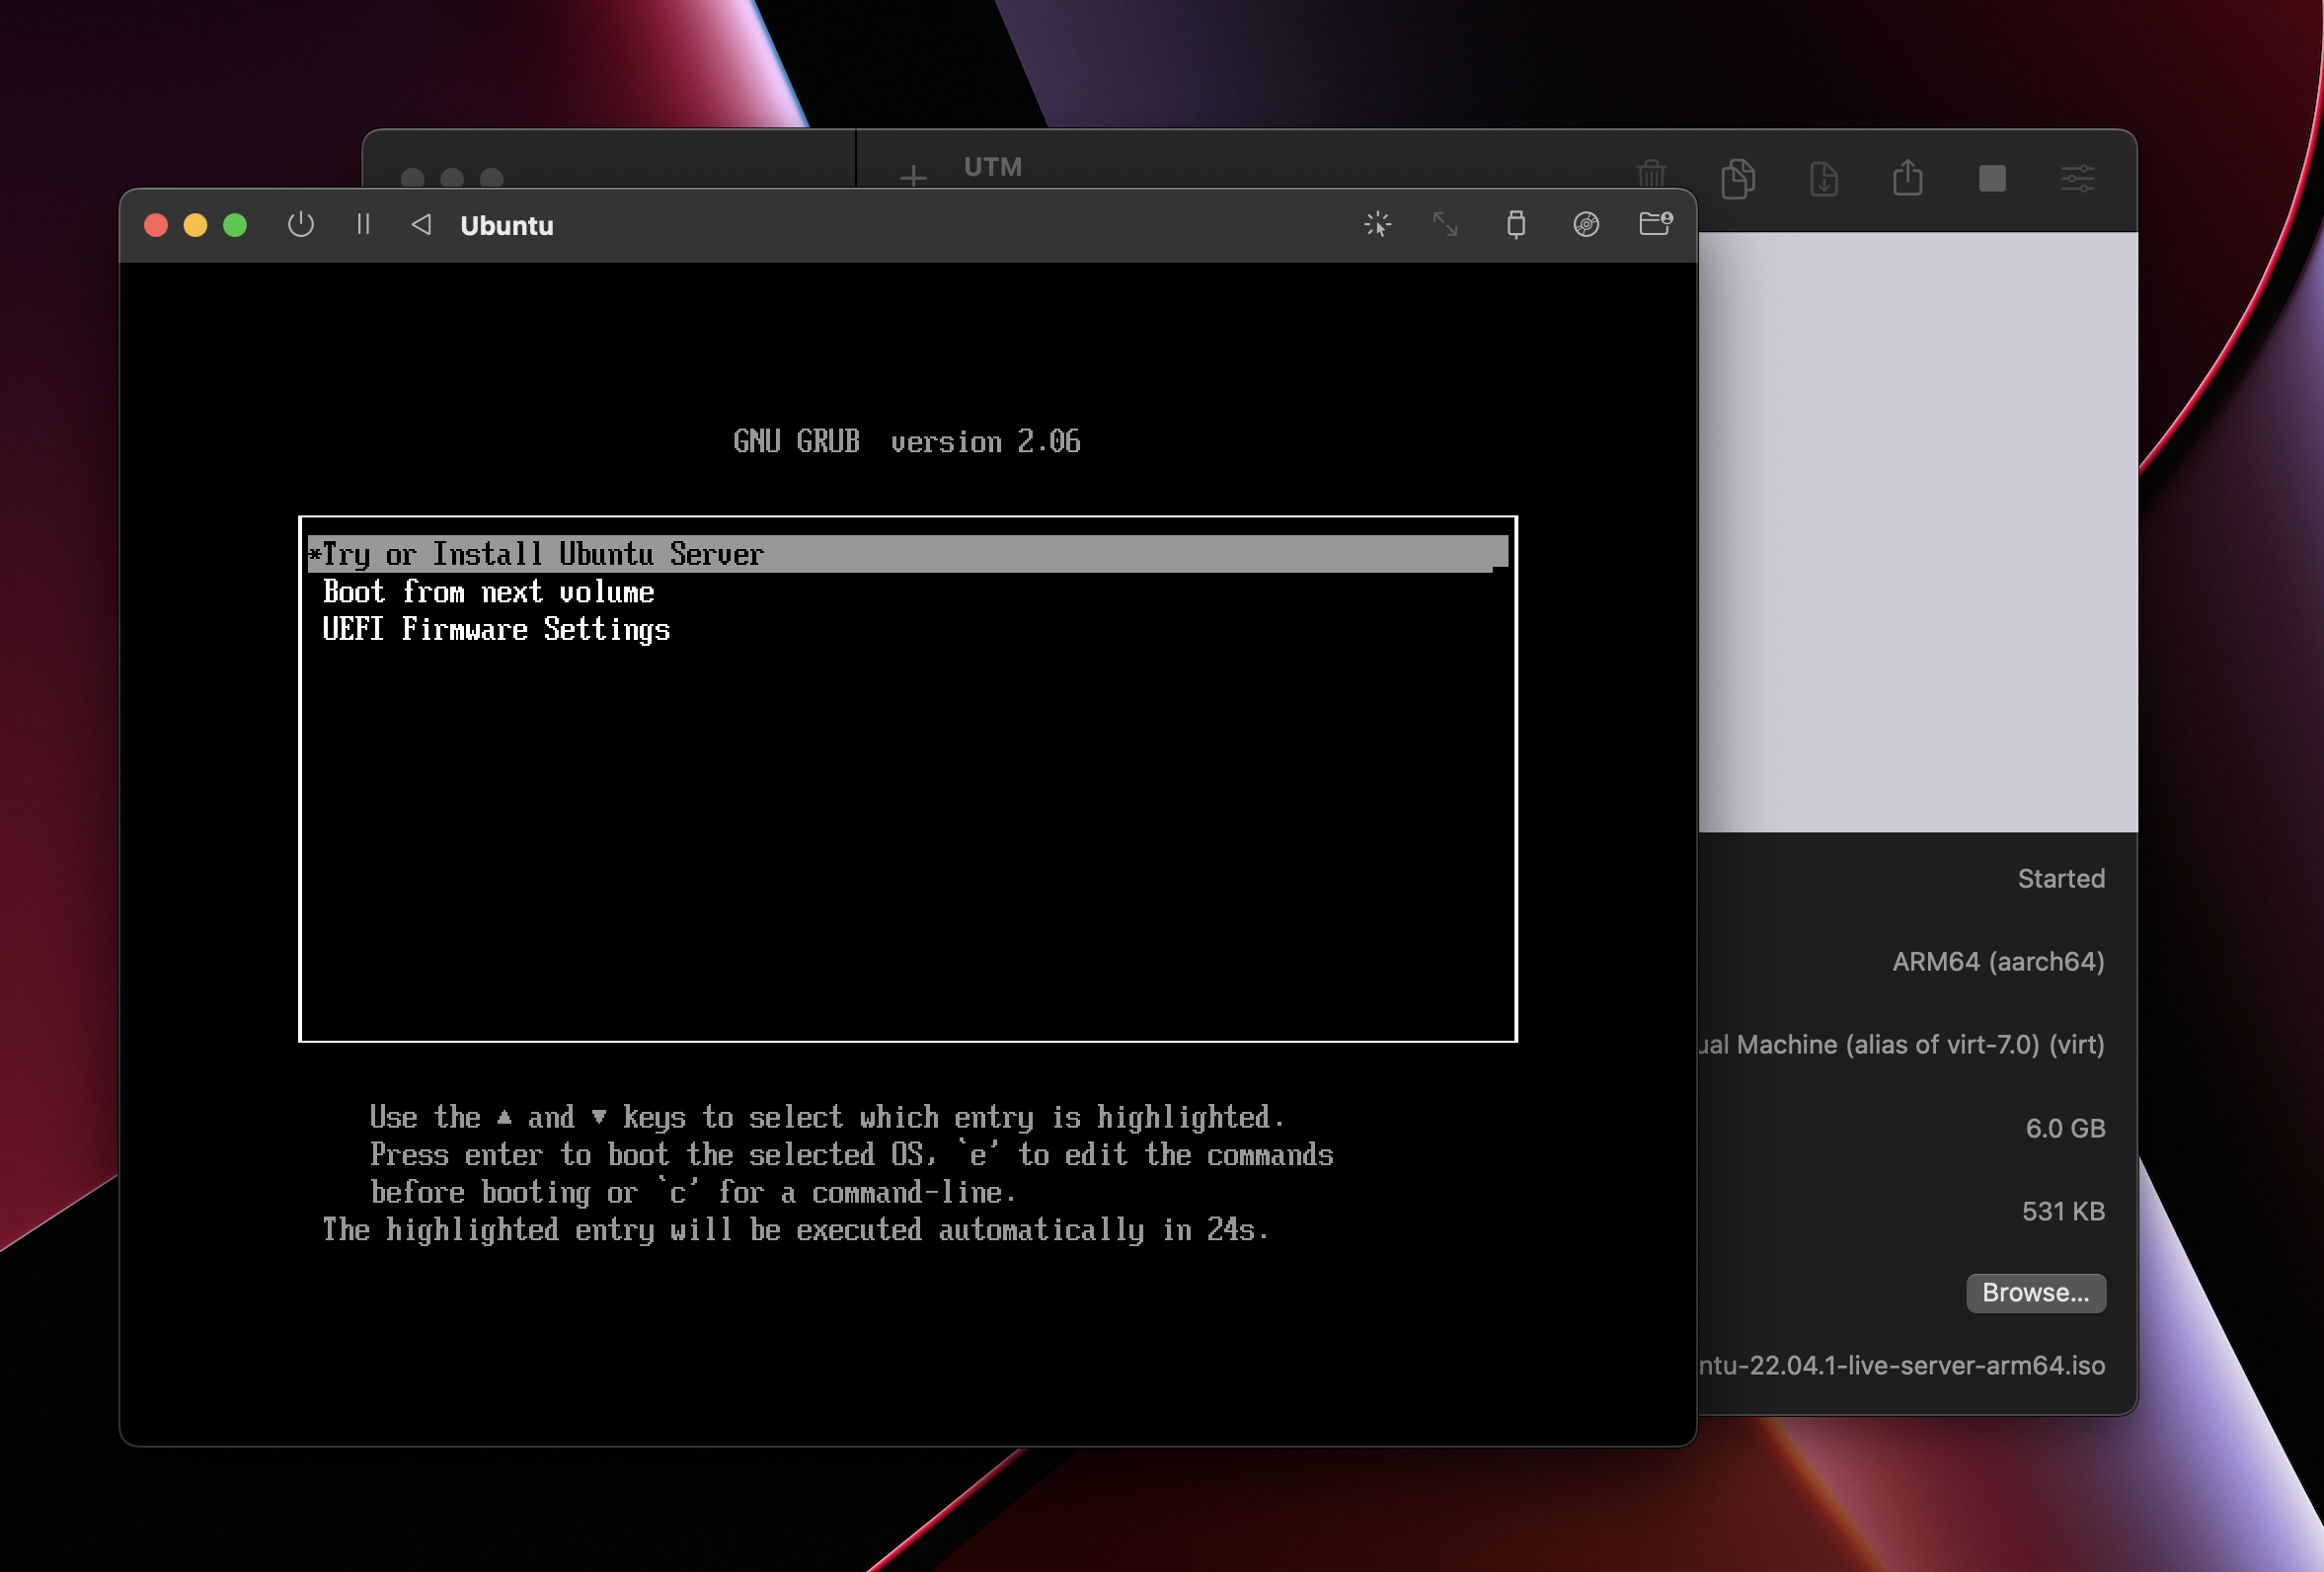 UTM
Ubuntu
GNU GRUB  version 2.06
*Try or Install Ubuntu Server
Boot from next volume
UEFI Firmware Settings
Use the ▲ and ▼ keys to select which entry is highlighted.
Press enter to boot the selected OS, `e' to edit the commands
before booting or `c' for a command-line.
The highlighted entry will be executed automatically in 24s.
Started
ARM64 (aarch64)
ual Machine (alias of virt-7.0) (virt)
6.0 GB
531 KB
Browse...
ntu-22.04.1-live-server-arm64.iso